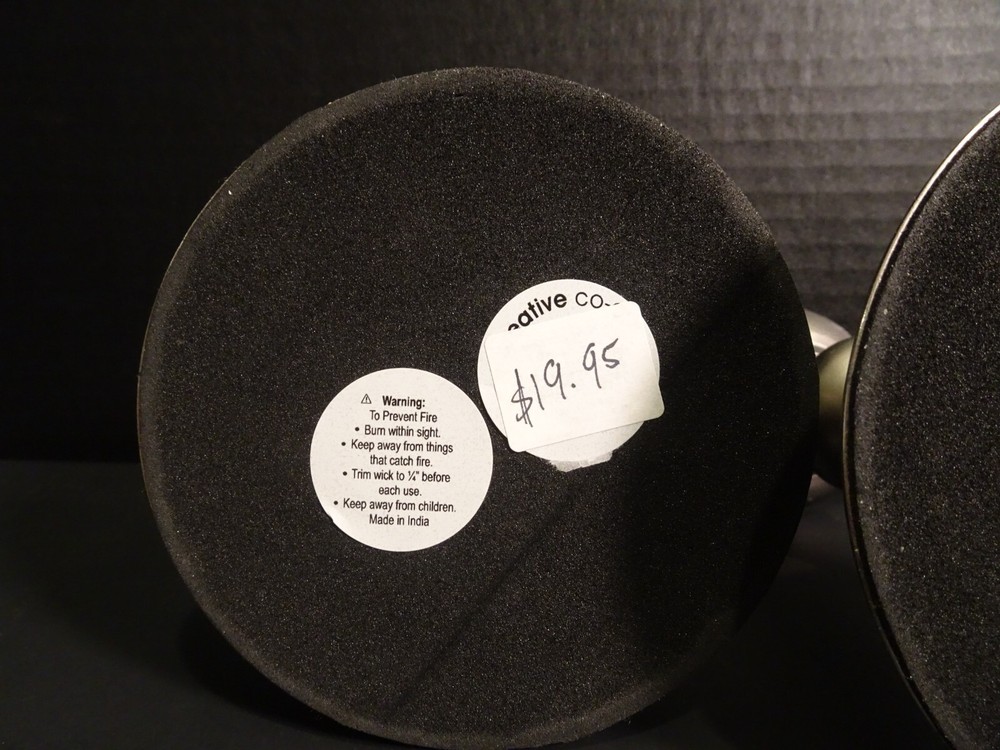 eative co
$19.95
⚠ Warning:
To Prevent Fire
• Burn within sight.
• Keep away from things
that catch fire.
• Trim wick to ¼" before
each use.
• Keep away from children.
Made in India